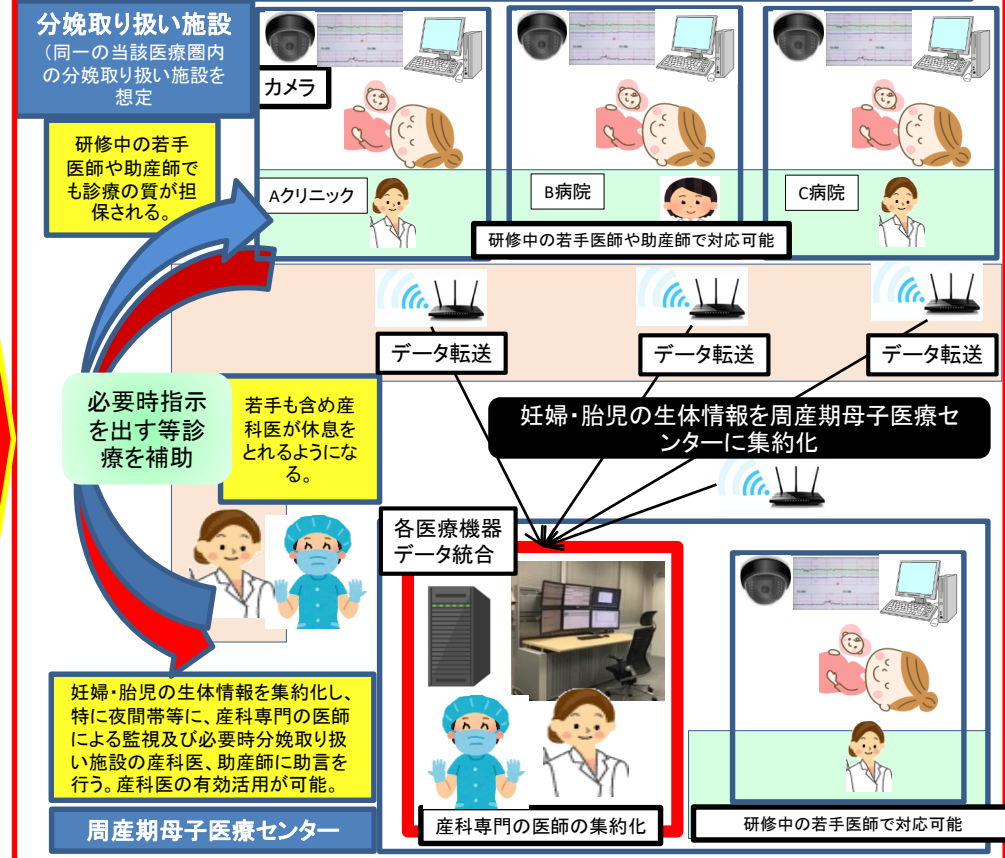 分娩取り扱い施設
（同一の当該医療圏内
の分娩取り扱い施設を
想定
カメラ
研修中の若手
医師や助産師で
も診療の質が担
保される。
Aクリニック
B病院
C病院
研修中の若手医師や助産師で対応可能
データ転送
データ転送
データ転送
必要時指示
を出す等診
療を補助
若手も含め産
科医が休息を
とれるようにな
る。
妊婦・胎児の生体情報を周産期母子医療セ
ンターに集約化
各医療機器
データ統合
妊婦・胎児の生体情報を集約化し、
特に夜間帯等に、産科専門の医師
による監視及び必要時分娩取り扱
い施設の産科医、助産師に助言を
行う。産科医の有効活用が可能。
周産期母子医療センター
産科専門の医師の集約化
研修中の若手医師で対応可能